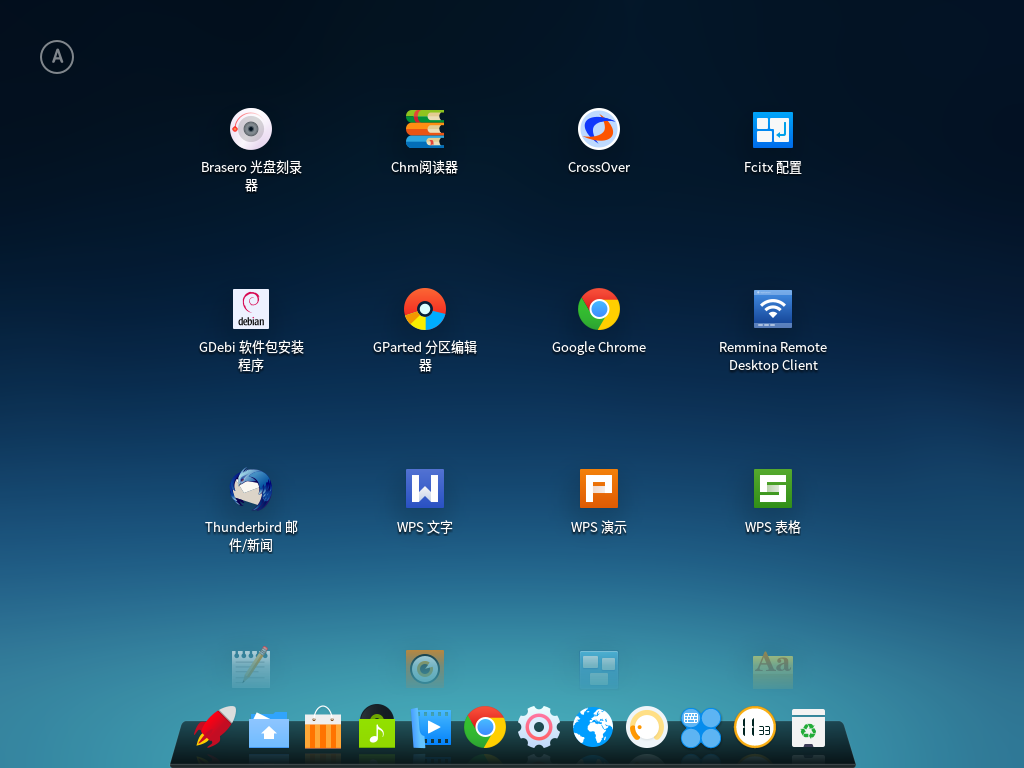 A
Brasero 光盘刻录
器
Chm阅读器
CrossOver
Fcitx 配置
debian
GDebi 软件包安装
程序
GParted 分区编辑
器
Google Chrome
Remmina Remote
Desktop Client
Thunderbird 邮
件/新闻
W
WPS 文字
P
WPS 演示
S
WPS 表格
Aa
11 33